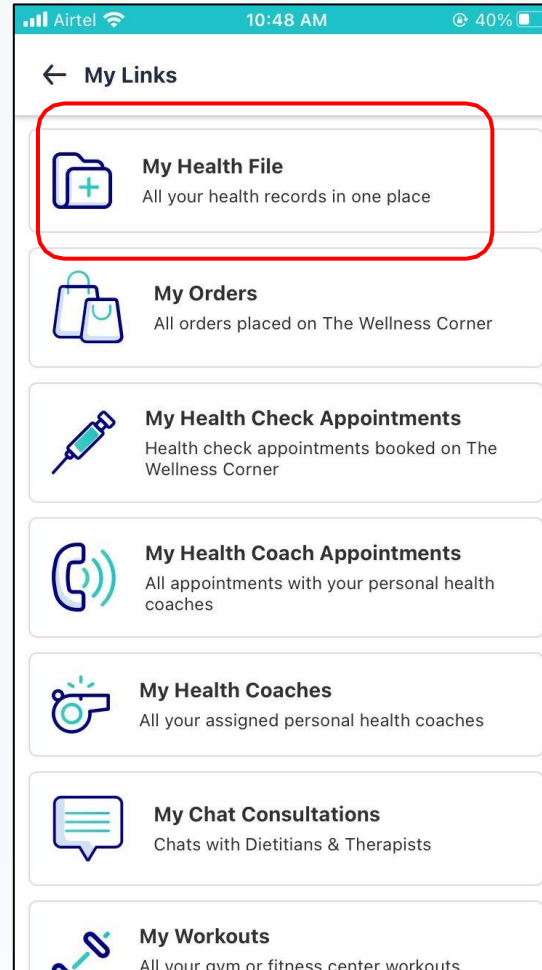 Airtel 10:48 AM 40%
My Links
My Health File
All your health records in one place
My Orders
All orders placed on The Wellness Corner
My Health Check Appointments
Health check appointments booked on The
Wellness Corner
My Health Coach Appointments
All appointments with your personal health
coaches
My Health Coaches
All your assigned personal health coaches
My Chat Consultations
Chats with Dietitians & Therapists
My Workouts
All your gym or fitness center workouts